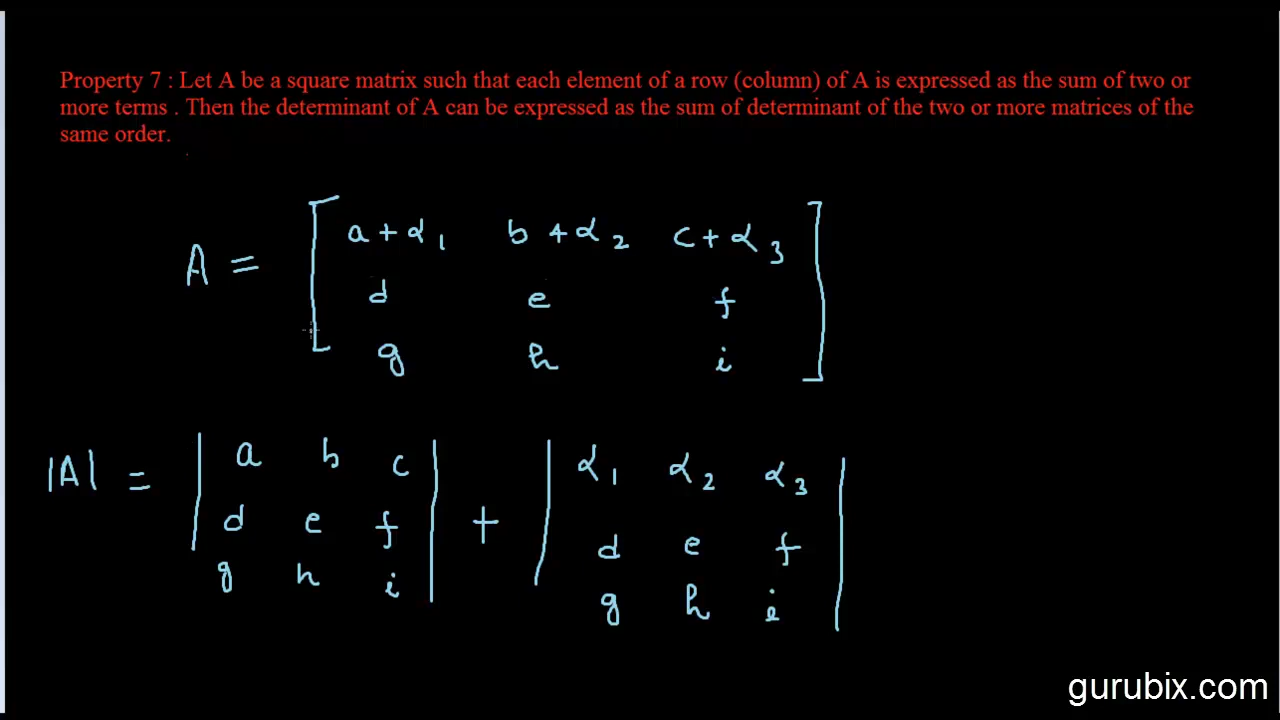 Property 7 : Let A be a square matrix such that each element of a row (column) of A is expressed as the sum of two or
more terms . Then the determinant of A can be expressed as the sum of determinant of the two or more matrices of the
same order.
A = [ a + α₁ b + α₂ c + α₃
d e f
g h i ]
|A| = | a b c | + | α₁ α₂ α₃ |
| d e f | | d e f |
| g h i | | g h i |
gurubix.com